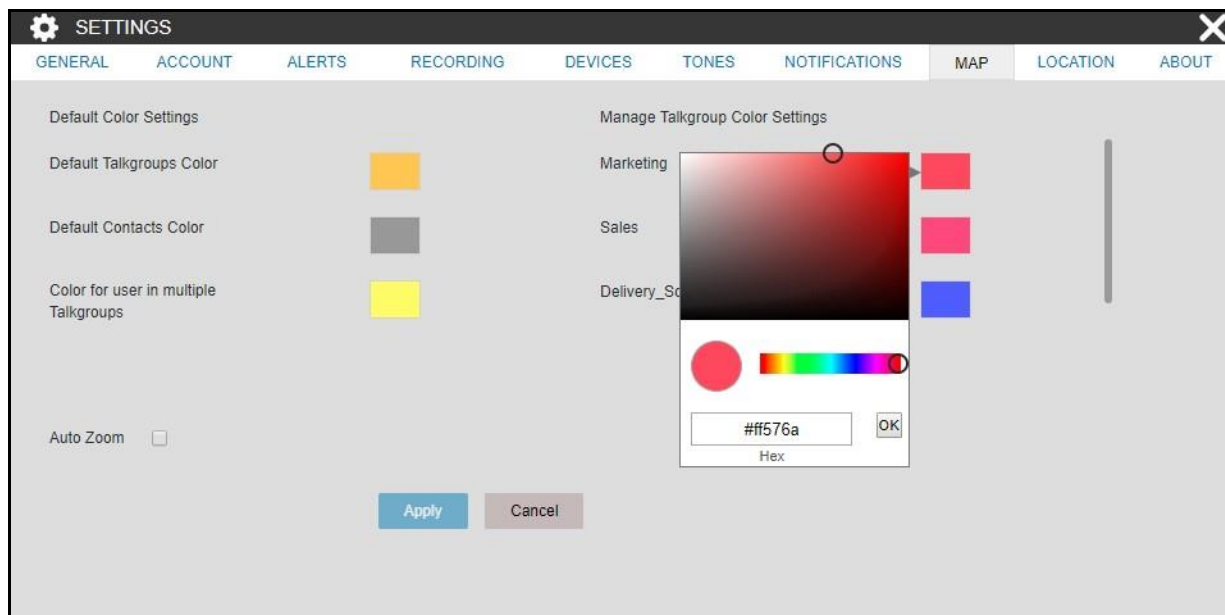 SETTINGS
GENERAL ACCOUNT ALERTS RECORDING DEVICES TONES NOTIFICATIONS MAP LOCATION ABOUT
Default Color Settings
Manage Talkgroup Color Settings
Default Talkgroups Color
Marketing
Default Contacts Color
Sales
Color for user in multiple
Talkgroups
#ff576a
OK
Hex
Auto Zoom
Apply
Cancel